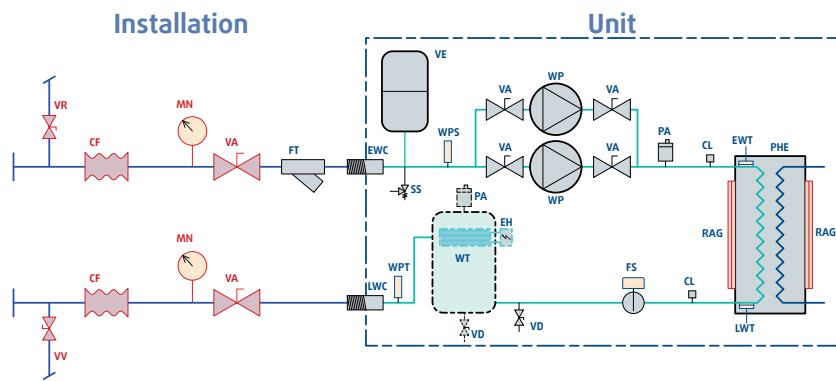 Installation
Unit
VE
VR
MN
CF
VA
FT
EWC
WPS
VA
WP
VA
VA
WP
VA
PA
CL
EWT
PHE
SS
PA
EH
WT
RAG
RAG
MN
CF
VA
LWC
WPT
FS
CL
VV
VD
VD
LWT